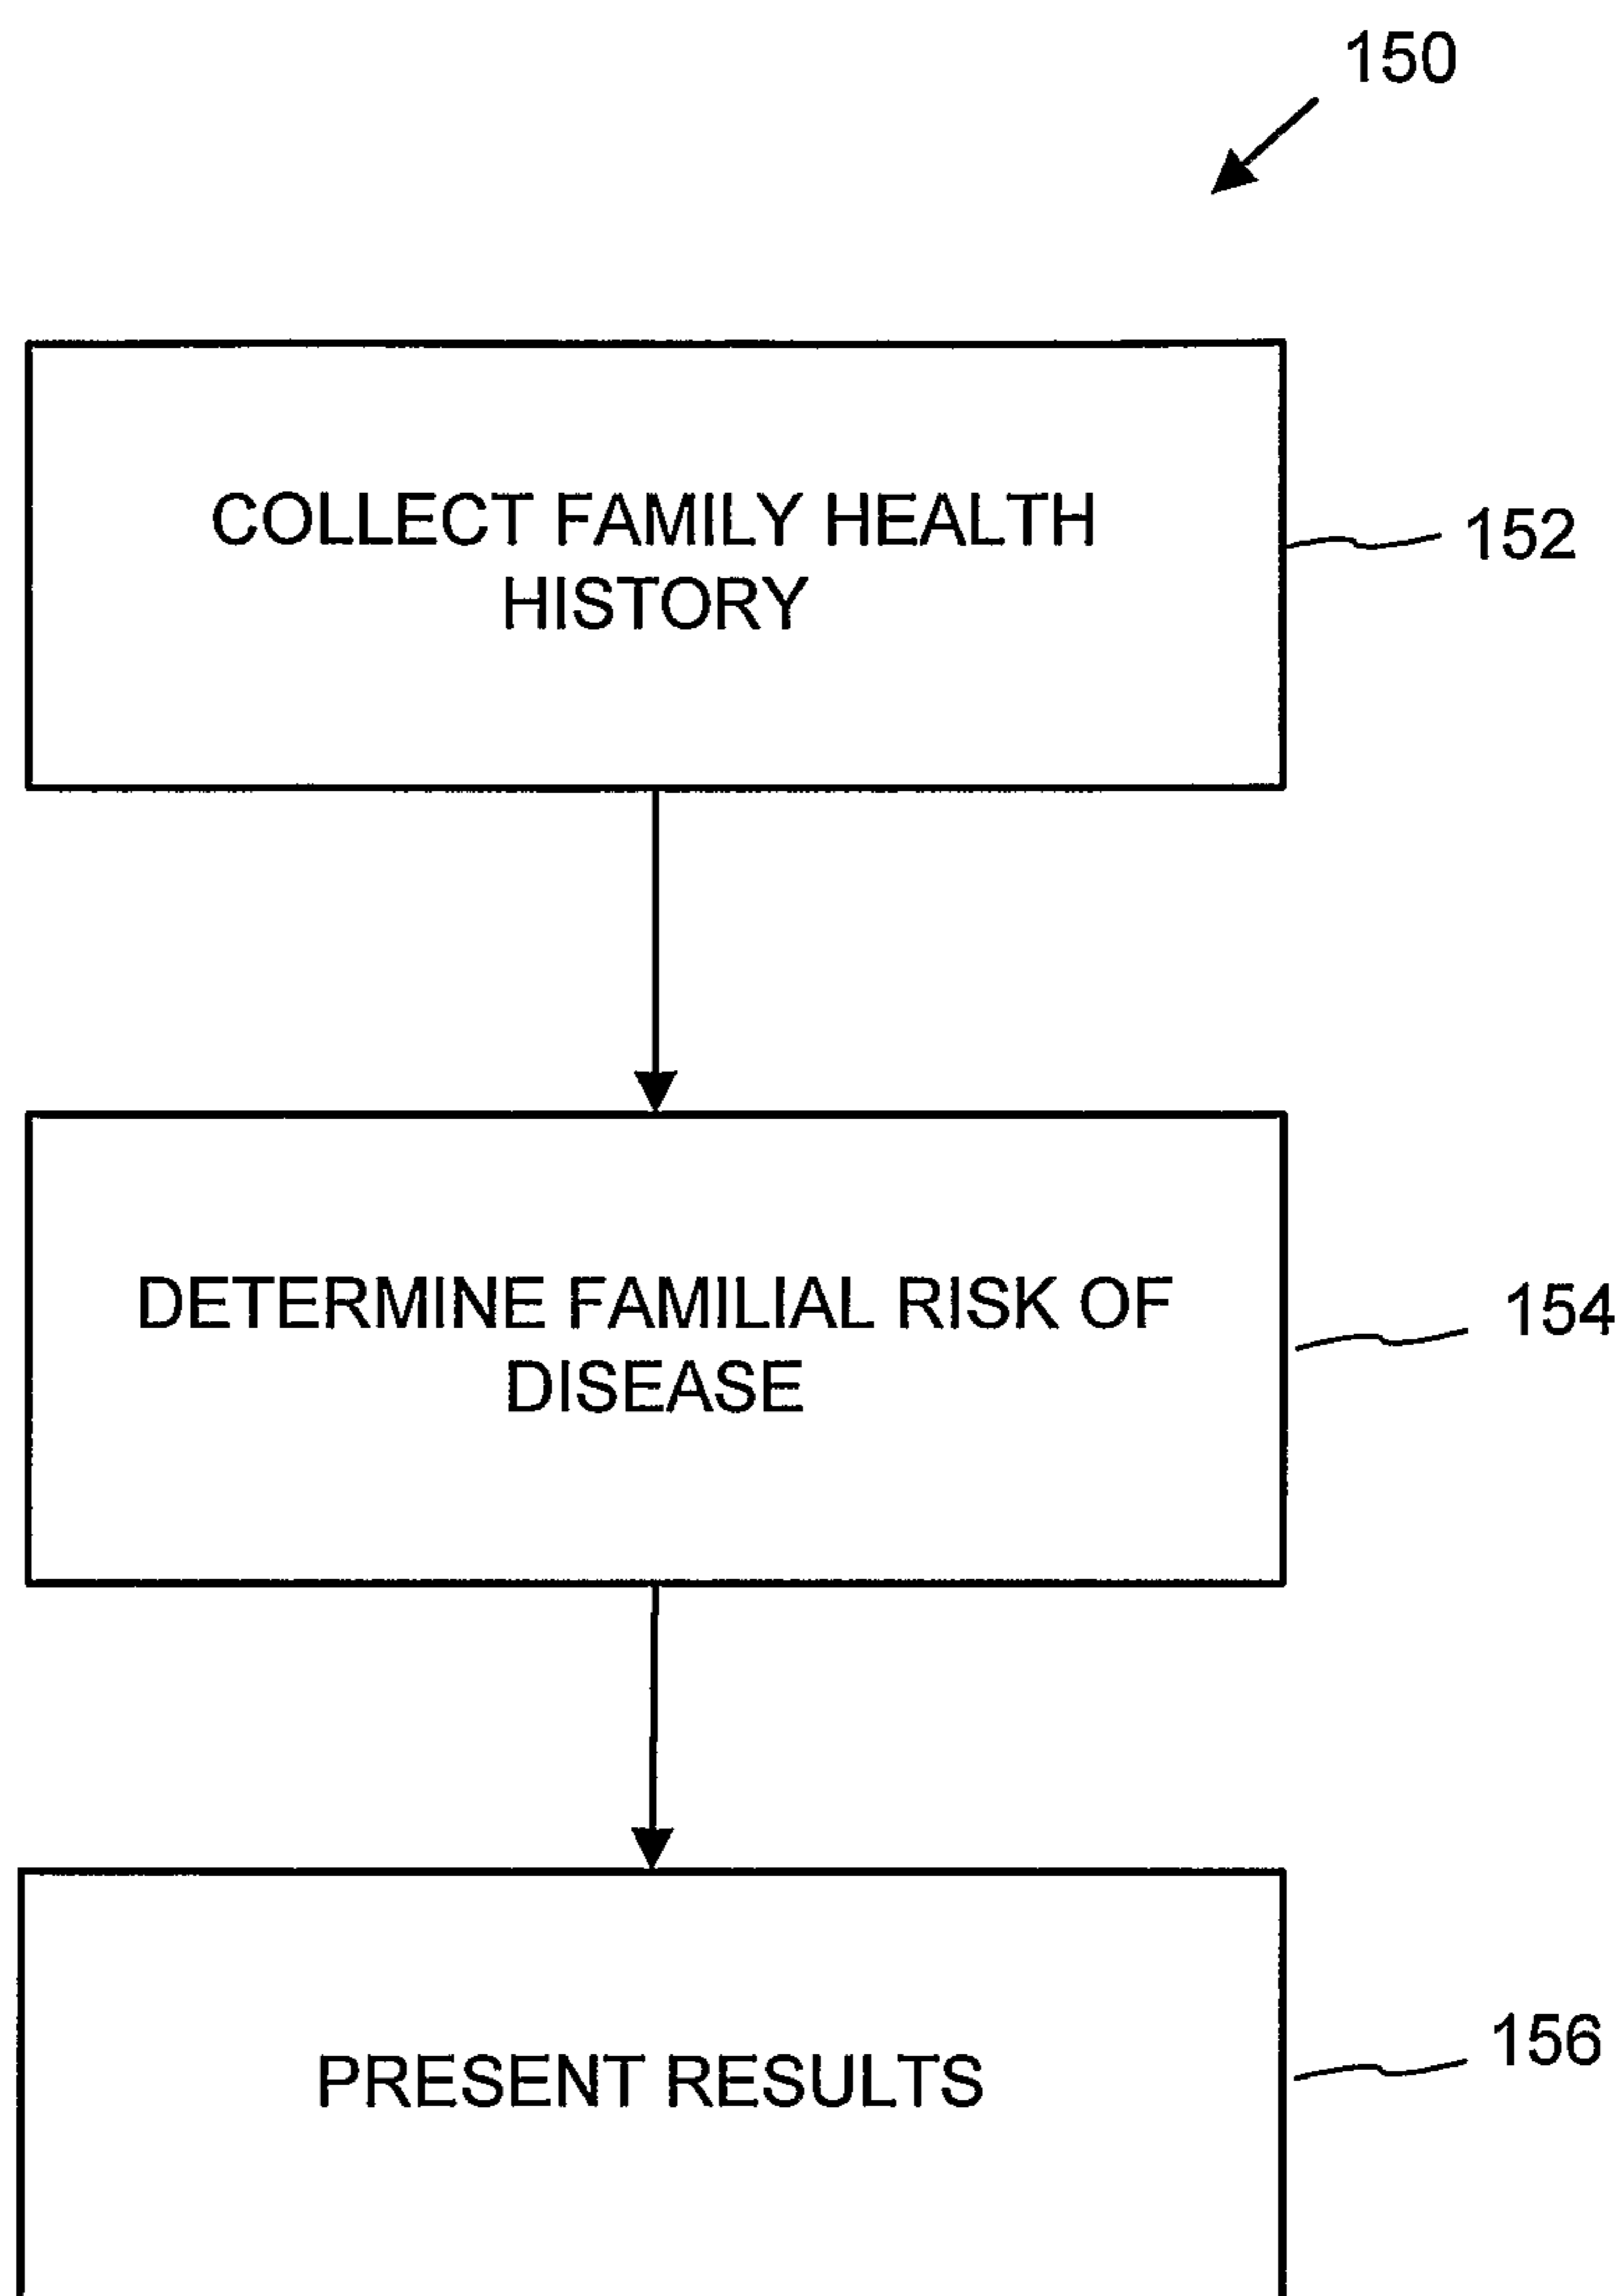 150
COLLECT FAMILY HEALTH
HISTORY
152
DETERMINE FAMILIAL RISK OF
DISEASE
154
PRESENT RESULTS
156